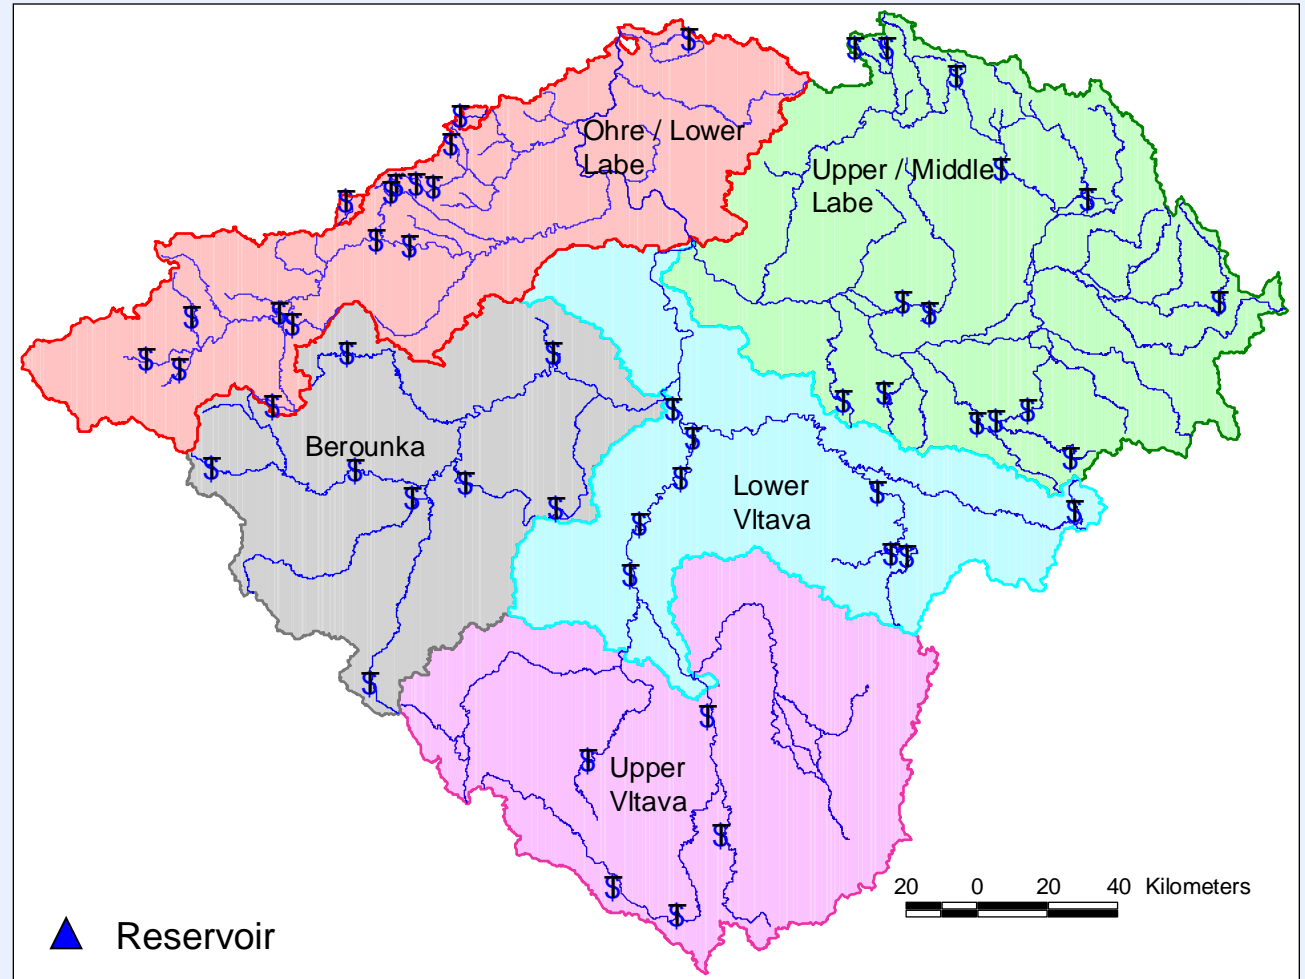 Ohre / Lower
Labe
Upper / Middle
Labe
Berounka
Lower
Vltava
Upper
Vltava
20 0 20 40 Kilometers
Reservoir